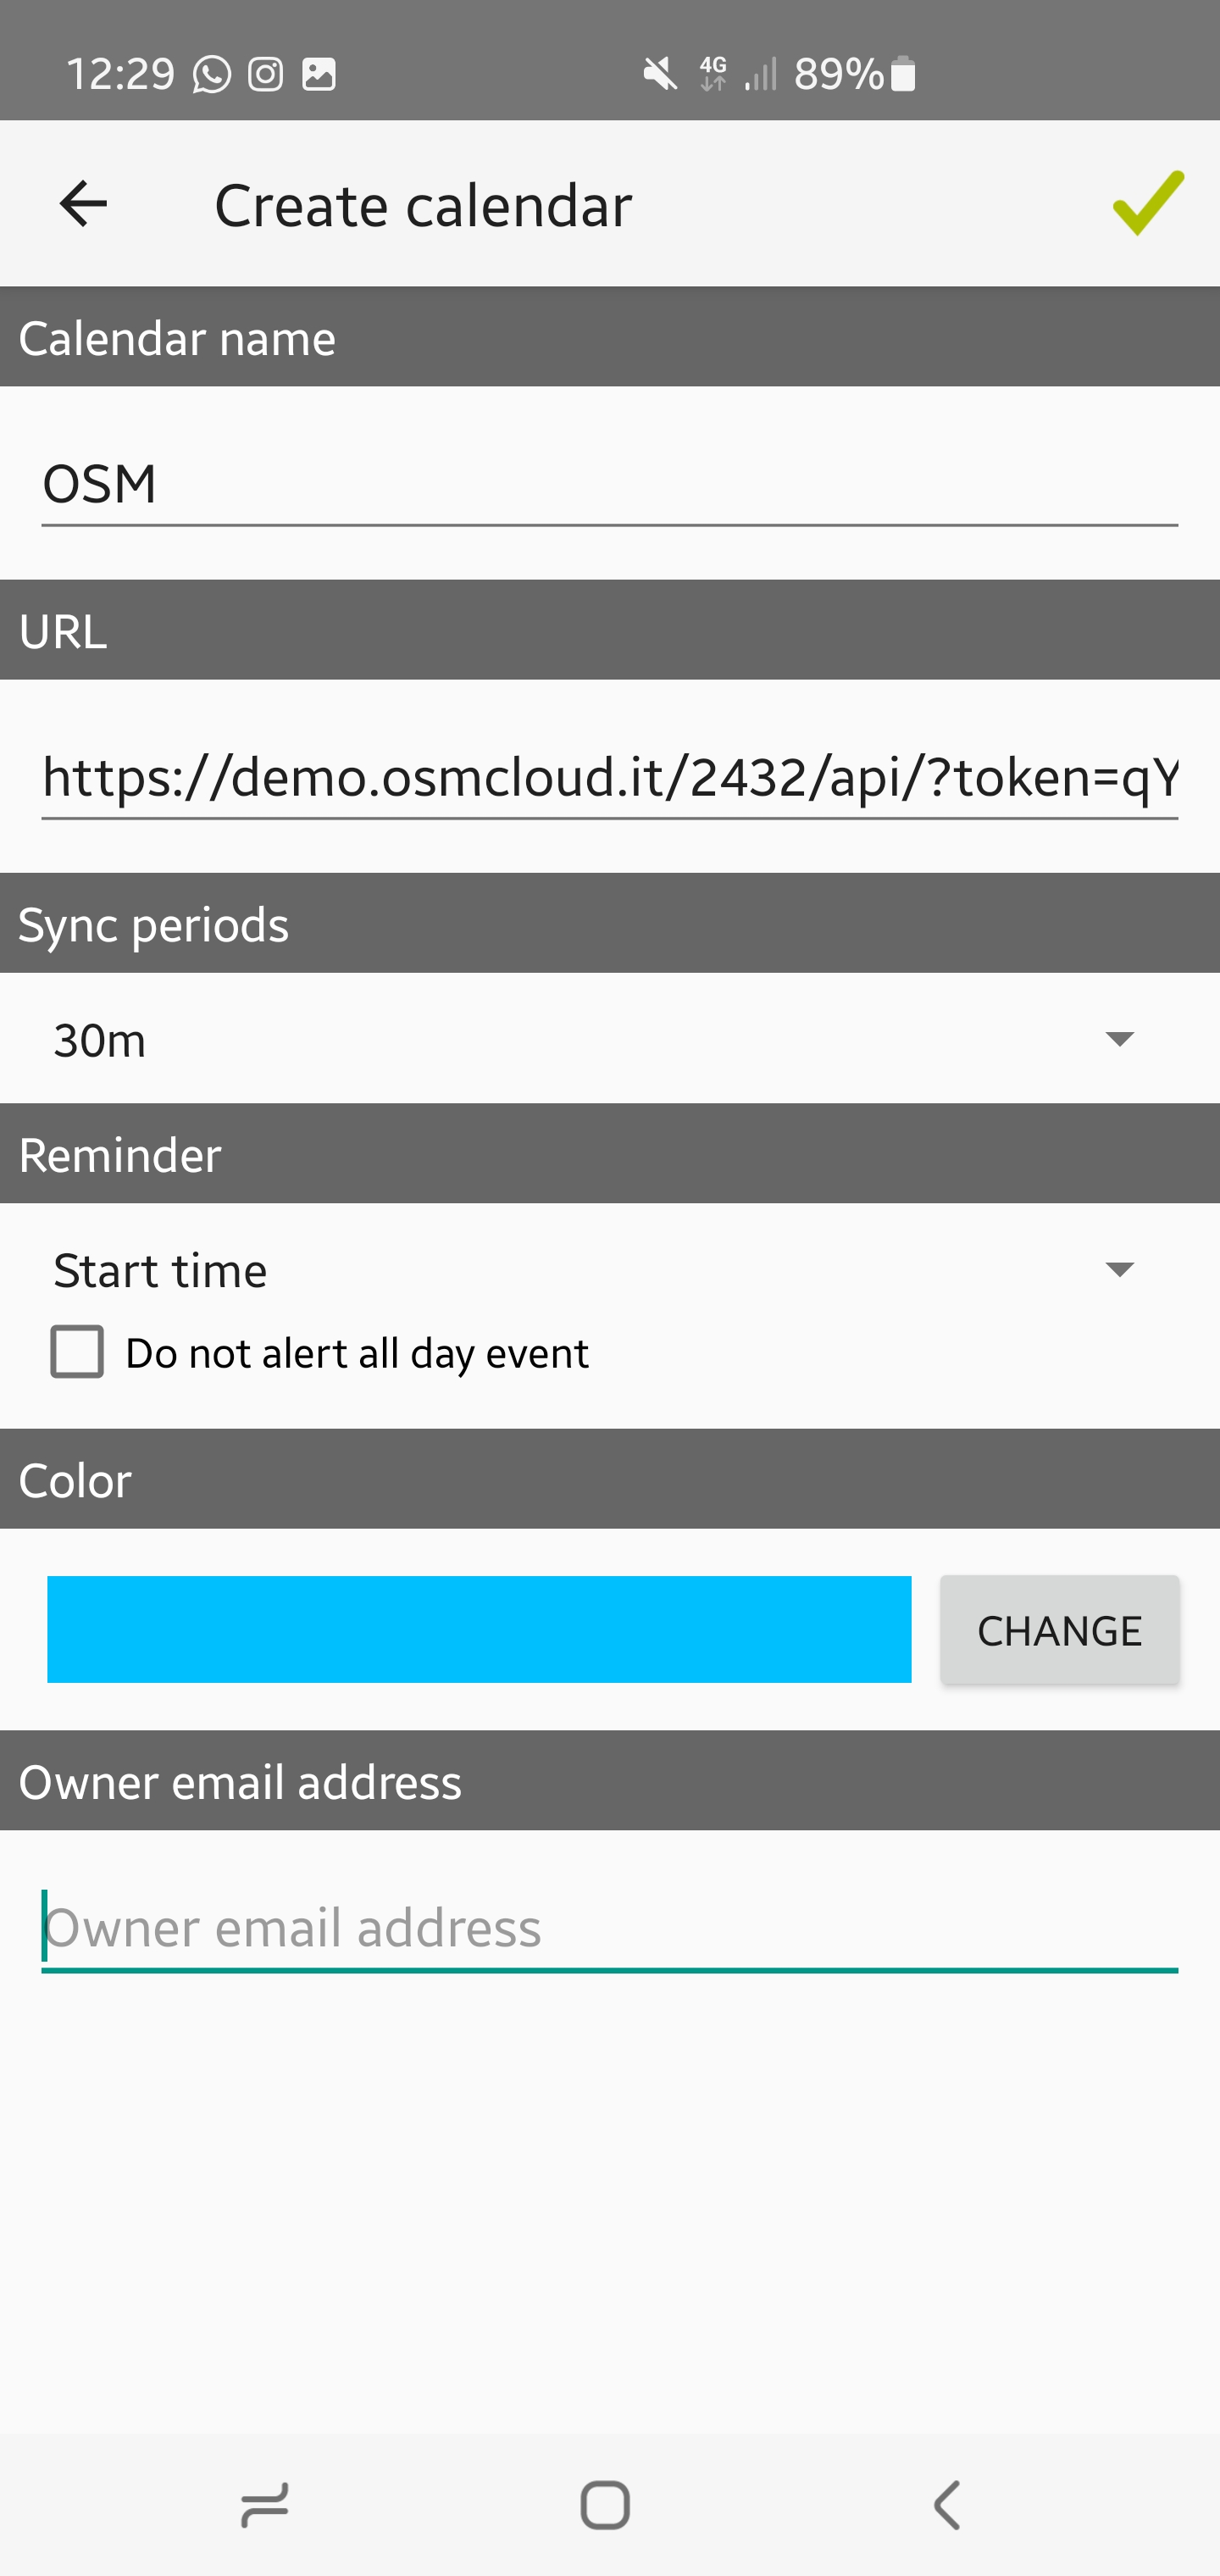 12:29 4G 89%
Create calendar
Calendar name
OSM
URL
https://demo.osmcloud.it/2432/api/?token=qY
Sync periods
30m
Reminder
Start time
Do not alert all day event
Color
CHANGE
Owner email address
Owner email address